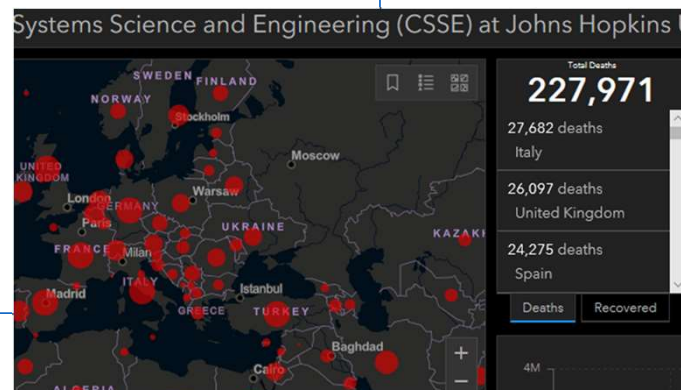 Systems Science and Engineering (CSSE) at Johns Hopkins
SWEDEN
FINLAND
NORWAY
Stockholm
Moscow
UNITED
KINGDOM
London
GERMANY
Warsaw
Paris
UKRAINE
KAZAKH
FRANCE
Milan
ITALY
Madrid
Istanbul
GREECE
TURKEY
Baghdad
Cairo
ALGERIA
+
−
Total Deaths
227,971
27,682 deaths
Italy
26,097 deaths
United Kingdom
24,275 deaths
Spain
Deaths
Recovered
4M